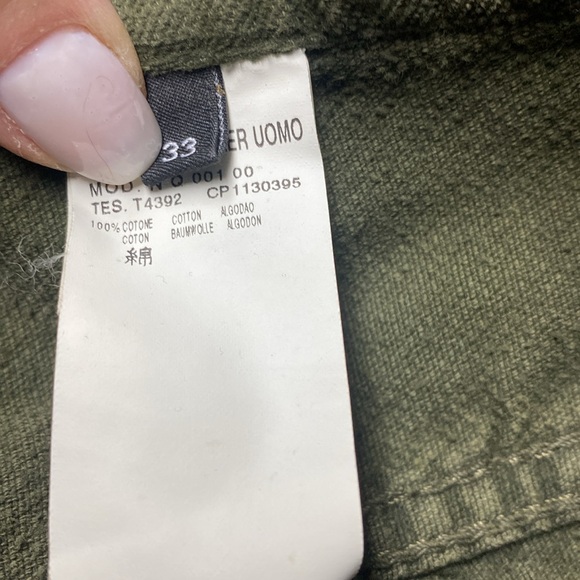 33
ER UOMO
MOD. N Q 001 00
TES. T4392 CP1130395
100% COTONE COTTON ALGODAO
COTON BAUMWOLLE ALGODON
綿